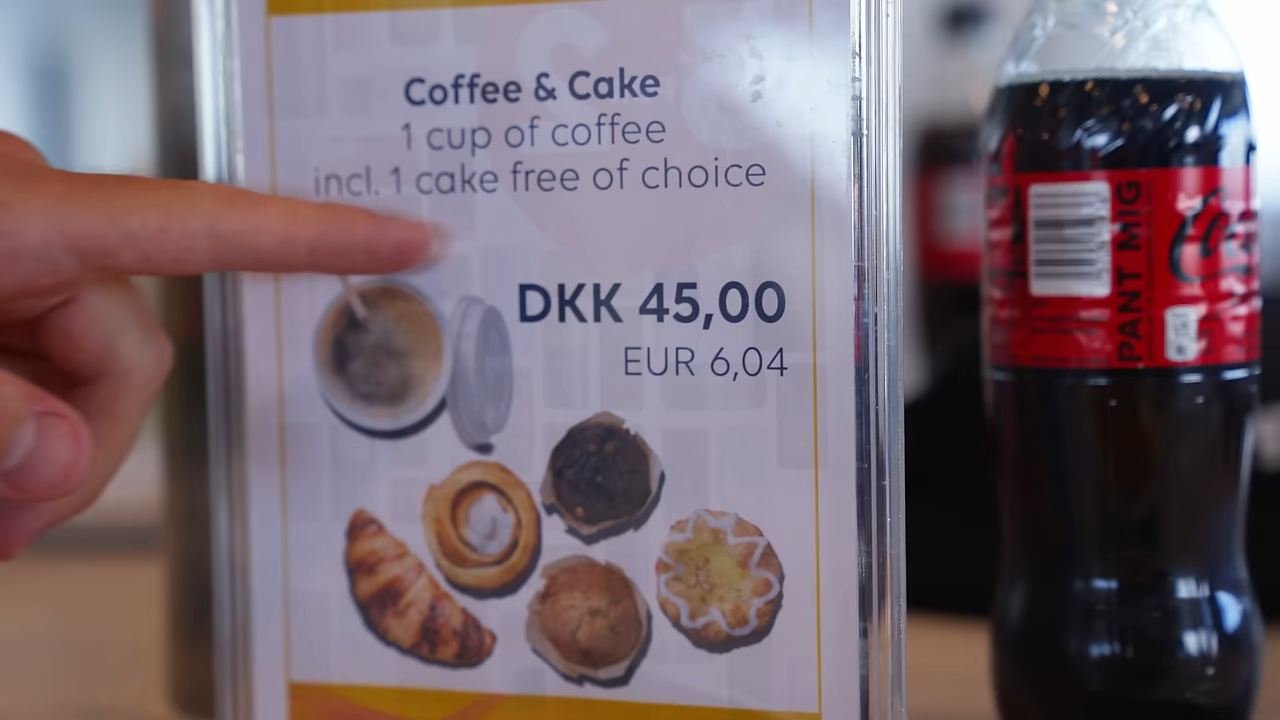 Coffee & Cake
1 cup of coffee
incl. 1 cake free of choice
DKK 45,00
EUR 6,04
PANT MIG